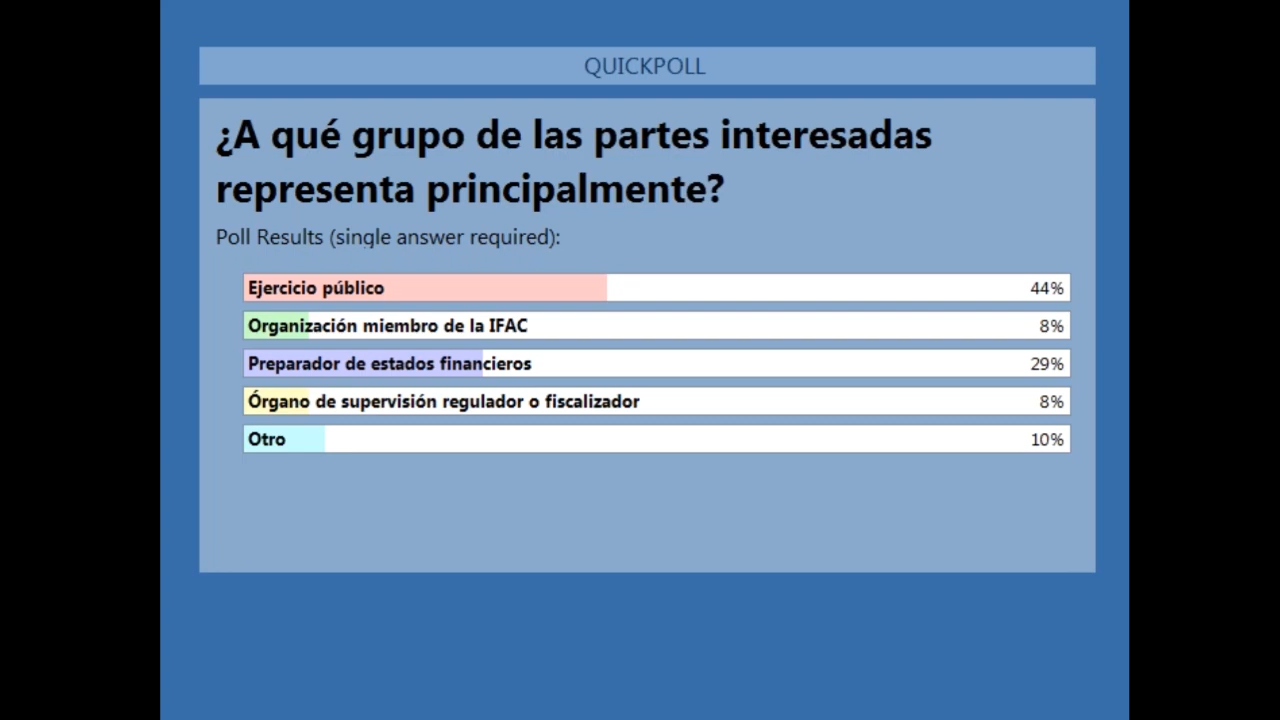 QUICKPOLL
¿A qué grupo de las partes interesadas
representa principalmente?
Poll Results (single answer required):
Ejercicio público 44%
Organización miembro de la IFAC 8%
Preparador de estados financieros 29%
Órgano de supervisión regulador o fiscalizador 8%
Otro 10%